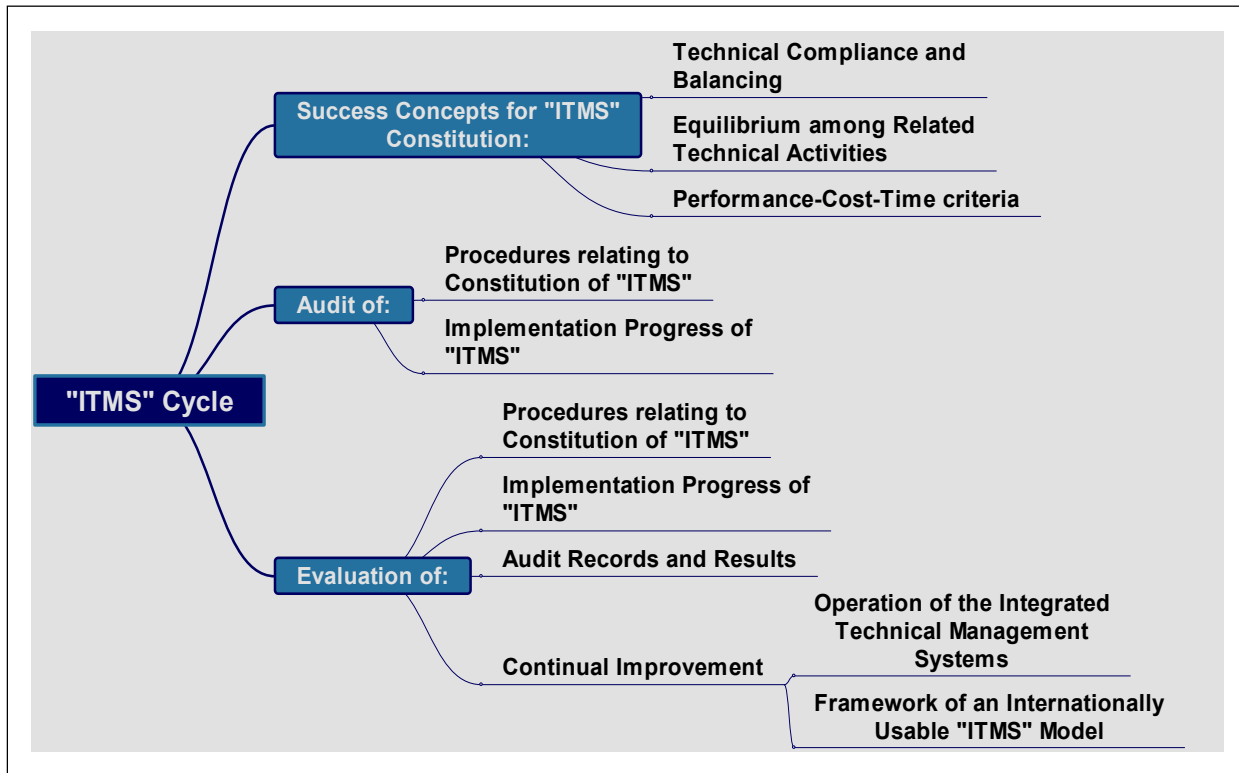 "ITMS" Cycle
Success Concepts for "ITMS"
Constitution:
Technical Compliance and
Balancing
Equilibrium among Related
Technical Activities
Performance-Cost-Time criteria
Audit of:
Procedures relating to
Constitution of "ITMS"
Implementation Progress of
"ITMS"
Evaluation of:
Procedures relating to
Constitution of "ITMS"
Implementation Progress of
"ITMS"
Audit Records and Results
Continual Improvement
Operation of the Integrated
Technical Management
Systems
Framework of an Internationally
Usable "ITMS" Model